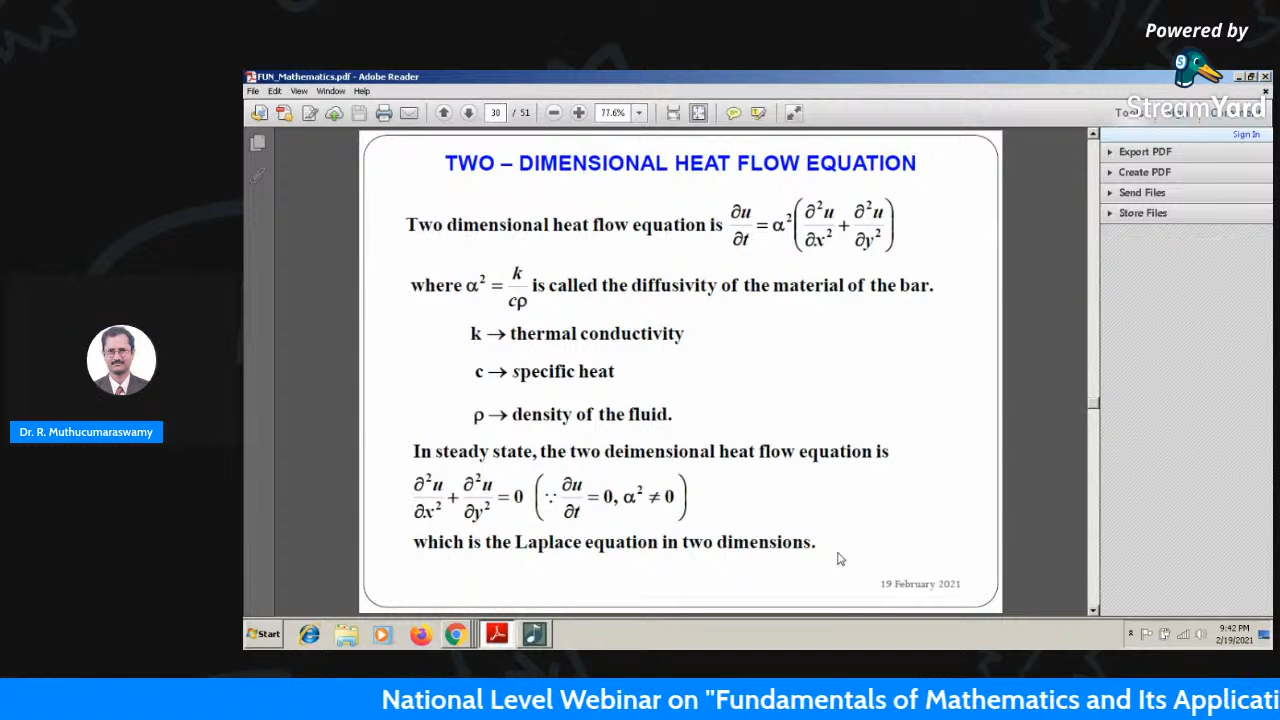 Powered by
StreamYard
FUN_Mathematics.pdf - Adobe Reader
File Edit View Window Help
30 / 51 77.6%
Sign In
Export PDF
Create PDF
Send Files
Store Files
TWO – DIMENSIONAL HEAT FLOW EQUATION
Two dimensional heat flow equation is ∂u/∂t = α²(∂²u/∂x² + ∂²u/∂y²)
where α² = k/cρ is called the diffusivity of the material of the bar.
k → thermal conductivity
c → specific heat
ρ → density of the fluid.
In steady state, the two deimensional heat flow equation is
∂²u/∂x² + ∂²u/∂y² = 0 (∵ ∂u/∂t = 0, α² ≠ 0)
which is the Laplace equation in two dimensions.
19 February 2021
Dr. R. Muthucumaraswamy
Start
9:42 PM
2/19/2021
National Level Webinar on "Fundamentals of Mathematics and Its Applicati